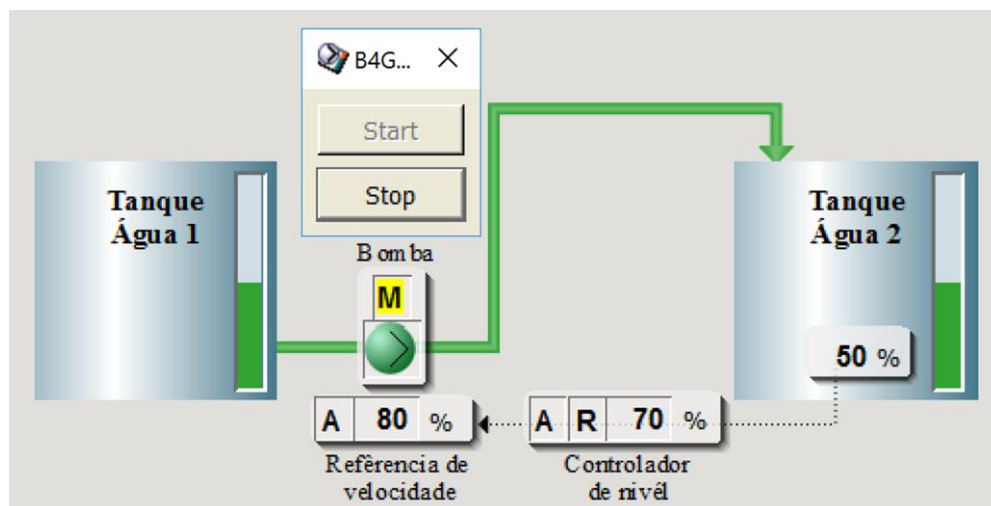 B4G...
Start
Stop
Tanque
Água 1
Bomba
M
Tanque
Água 2
50 %
A 80 %
A R 70 %
Refêrencia de
velocidade
Controlador
de nivél